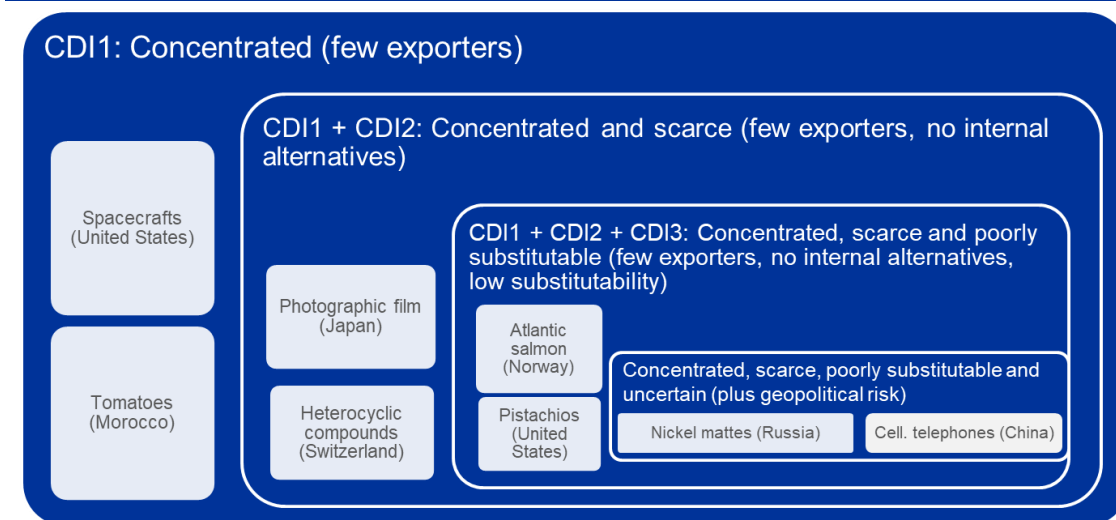 CDI1: Concentrated (few exporters)
CDI1 + CDI2: Concentrated and scarce (few exporters, no internal
alternatives)
Spacecrafts
(United States)
CDI1 + CDI2 + CDI3: Concentrated, scarce and poorly
substitutable (few exporters, no internal alternatives,
low substitutability)
Photographic film
(Japan)
Atlantic
salmon
(Norway)
Concentrated, scarce, poorly substitutable and
uncertain (plus geopolitical risk)
Tomatoes
(Morocco)
Heterocyclic
compounds
(Switzerland)
Pistachios
(United
States)
Nickel mattes (Russia)
Cell. telephones (China)